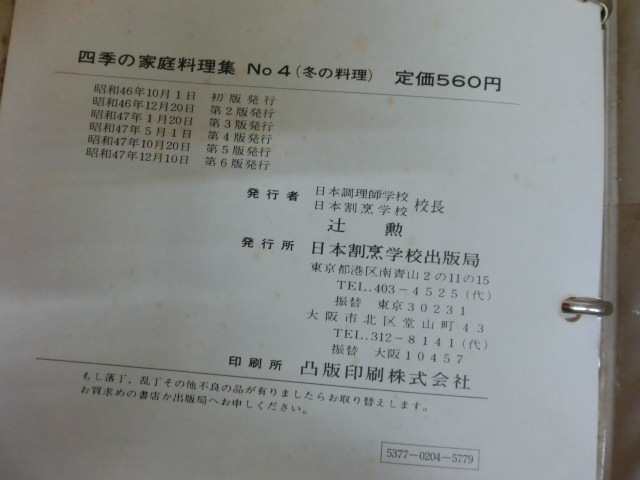 四季の家庭料理集 No4(冬の料理) 定価560円
昭和46年10月1日 初版発行
昭和46年12月20日 第2版発行
昭和47年1月20日 第3版発行
昭和47年5月1日 第4版発行
昭和47年10月20日 第5版発行
昭和47年12月10日 第6版発行
発行者 日本調理師学校
日本割烹学校 校長
辻 勲
発行所 日本割烹学校出版局
東京都港区南青山2の11の15
TEL.403-4525(代)
振替 東京30231
大阪市北区堂山町43
TEL.312-8141(代)
振替 大阪10457
印刷所 凸版印刷株式会社
もし落丁、乱丁その他不良の品が有りましたらお取り替えします。
お買求めの書店か出版局へお申しください。
5377-0204-5779